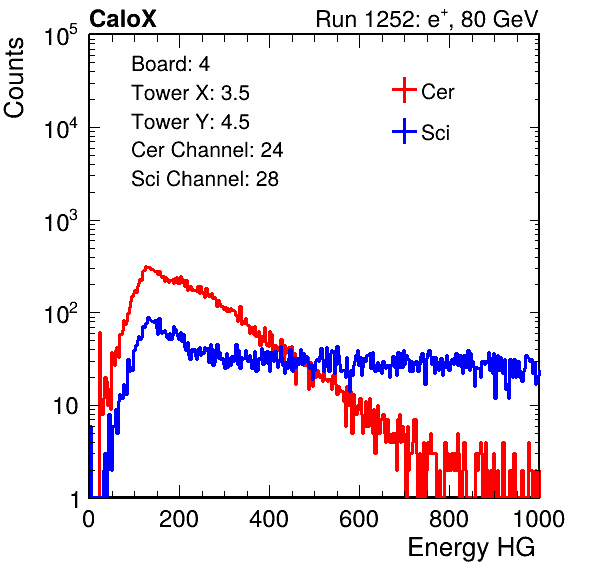 CaloX Run 1252: e+, 80 GeV
Counts
10^5
10^4
10^3
10^2
10
1
Board: 4
Tower X: 3.5
Tower Y: 4.5
Cer Channel: 24
Sci Channel: 28
Cer
Sci
0 200 400 600 800 1000
Energy HG